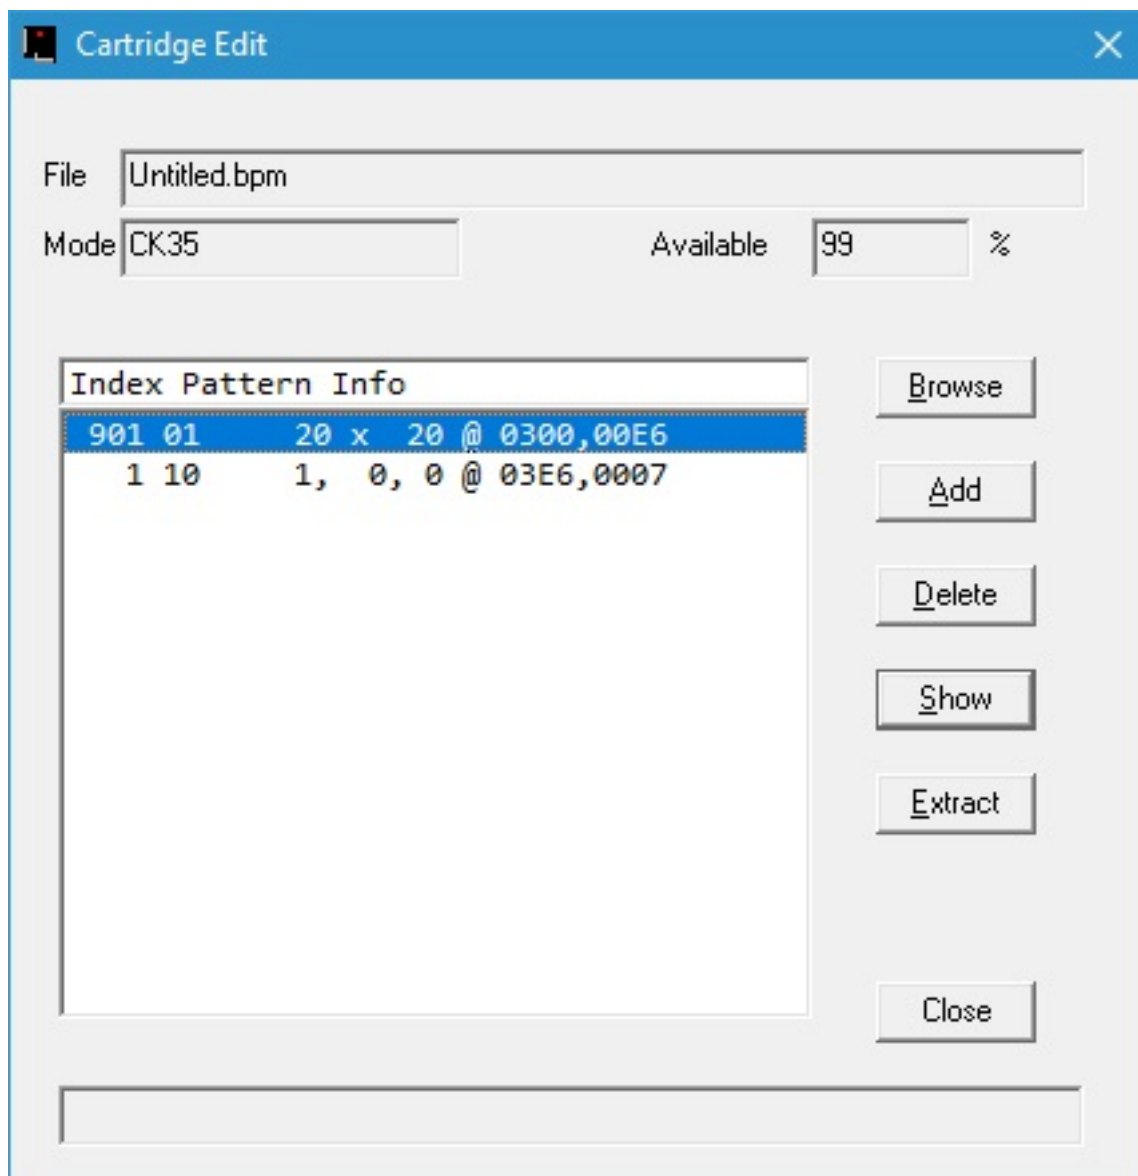 Cartridge Edit
File Untitled.bpm
Mode CK35 Available 99 %
Index Pattern Info
901 01 20 x 20 @ 0300,00E6
1 10 1, 0, 0 @ 03E6,0007
Browse
Add
Delete
Show
Extract
Close